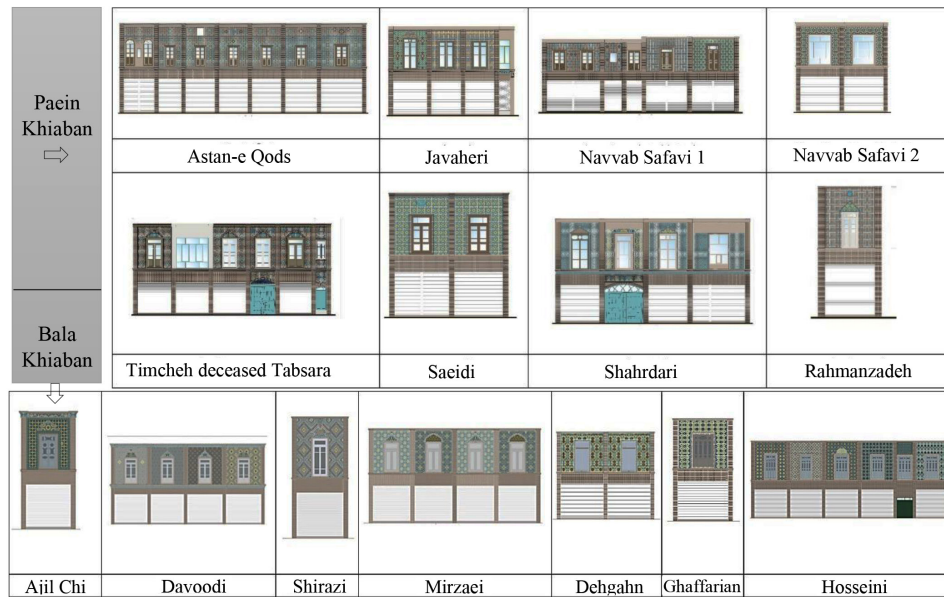 Paein
Khiaban
Astan-e Qods
Javaheri
Navvab Safavi 1
Navvab Safavi 2
Timcheh deceased Tabsara
Saeidi
Shahrdari
Rahmanzadeh
Bala
Khiaban
Ajil Chi
Davoodi
Shirazi
Mirzaei
Dehgahn
Ghaffarian
Hosseini